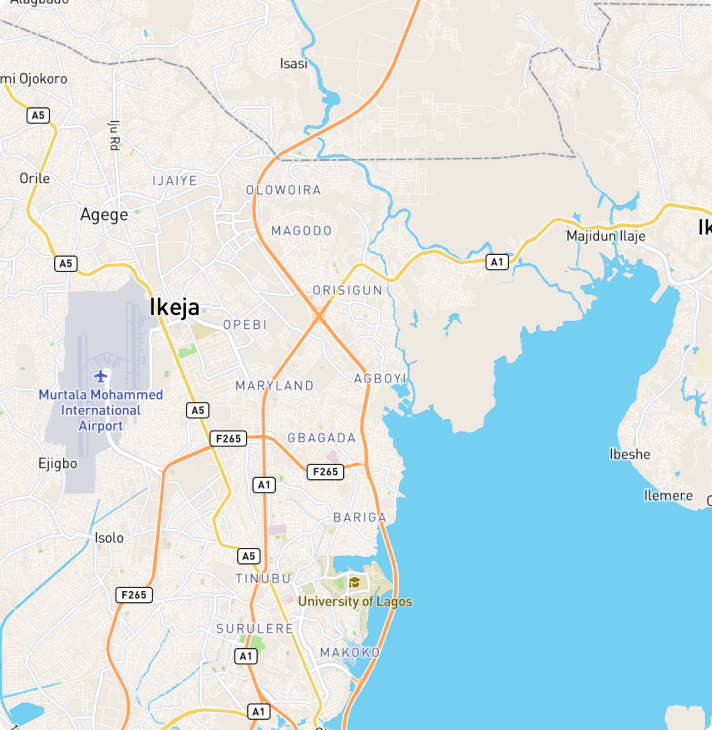 Alagbado
Isasi
mi Ojokoro
A5
Iju Rd
Orile
IJAIYE
OLOWOIRA
Agege
MAGODO
Majidun Ilaje
Ik
A5
A1
ORISIGUN
Ikeja
OPEBI
Murtala Mohammed
International
Airport
MARYLAND
AGBOYI
A5
F265
GBAGADA
Ejigbo
F265
Ibeshe
A1
Ilemere
BARIGA
Isolo
A5
TINUBU
F265
University of Lagos
SURULERE
A1
MAKOKO
A1